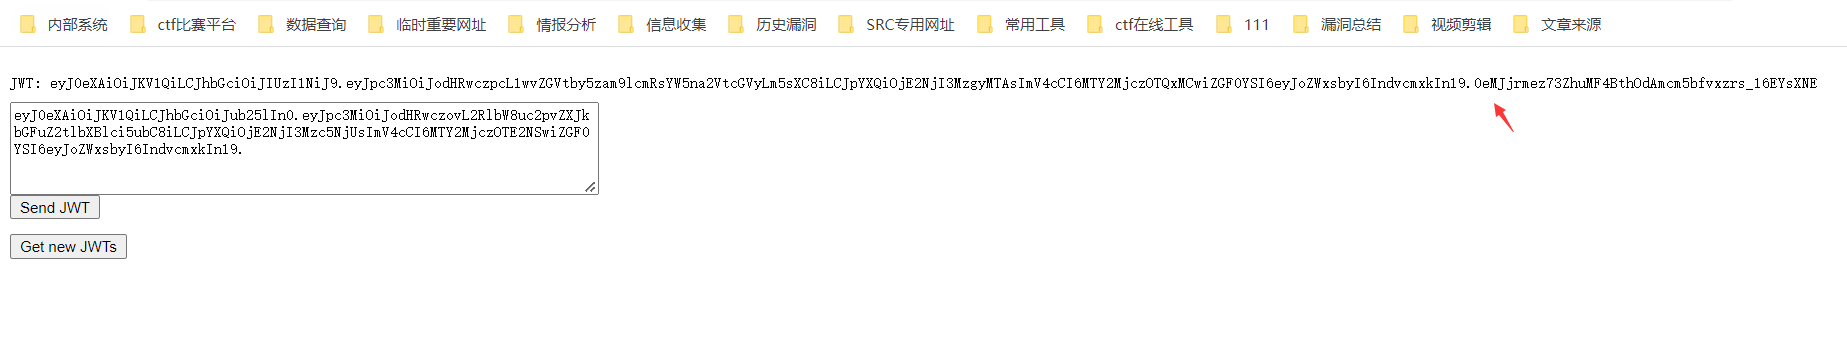 内部系统 ctf比赛平台 数据查询 临时重要网址 情报分析 信息收集 历史漏洞 SRC专用网址 常用工具 ctf在线工具 111 漏洞总结 视频剪辑 文章来源
JWT: eyJ0eXAiOiJKV1QiLCJhbGciOiJIUzI1NiJ9.eyJpc3MiOiJodHRwczpcL1wvZGVtby5zam9lcmRsYW5na2VtcGVyLm5sXC8iLCJpYXQiOjE2NjI3MzgyMTAsImV4cCI6MTY2MjczOTQxMCwiZGF0YSI6eyJoZWxsbyI6IndvcmxkIn19.0eMJjrmez73ZhuMF4BthOdAmcm5bfvxzrs_16EYsXNE
eyJ0eXAiOiJKV1QiLCJhbGciOiJub25lIn0.eyJpc3MiOiJodHRwczovL2RlbW8uc2pvZXJk
bGFuZ2tlbXBlci5ubC8iLCJpYXQiOjE2NjI3Mzc5NjUsImV4cCI6MTY2MjczOTE2NSwiZGF0
YSI6eyJoZWxsbyI6IndvcmxkIn19.
Send JWT
Get new JWTs